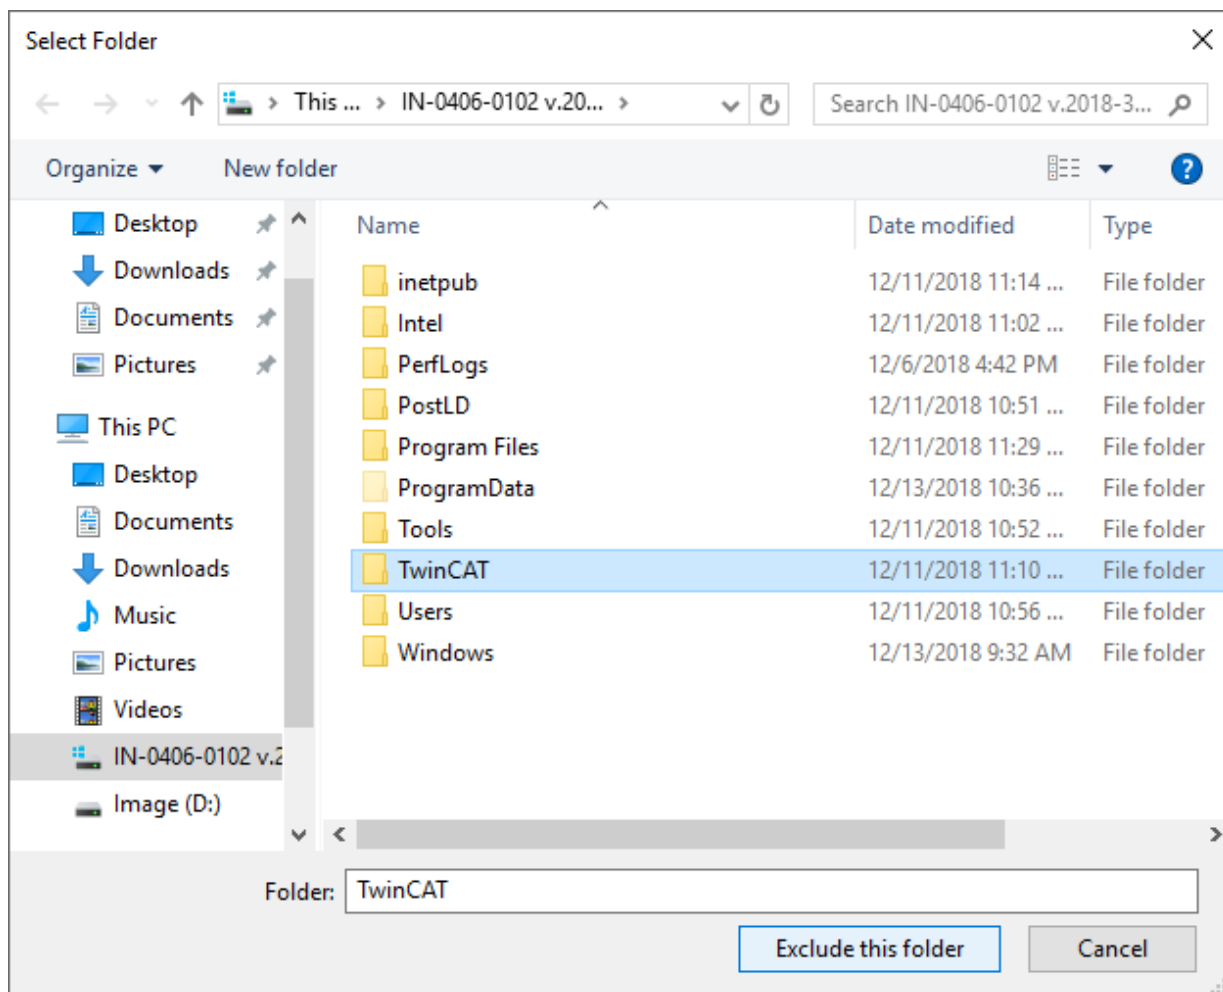 Select Folder
This ... > IN-0406-0102 v.20... >
Search IN-0406-0102 v.2018-3...
Organize
New folder
Desktop
Downloads
Documents
Pictures
This PC
Desktop
Documents
Downloads
Music
Pictures
Videos
IN-0406-0102 v.2
Image (D:)
Name Date modified Type
inetpub 12/11/2018 11:14 ... File folder
Intel 12/11/2018 11:02 ... File folder
PerfLogs 12/6/2018 4:42 PM File folder
PostLD 12/11/2018 10:51 ... File folder
Program Files 12/11/2018 11:29 ... File folder
ProgramData 12/13/2018 10:36 ... File folder
Tools 12/11/2018 10:52 ... File folder
TwinCAT 12/11/2018 11:10 ... File folder
Users 12/11/2018 10:56 ... File folder
Windows 12/13/2018 9:32 AM File folder
Folder: TwinCAT
Exclude this folder
Cancel